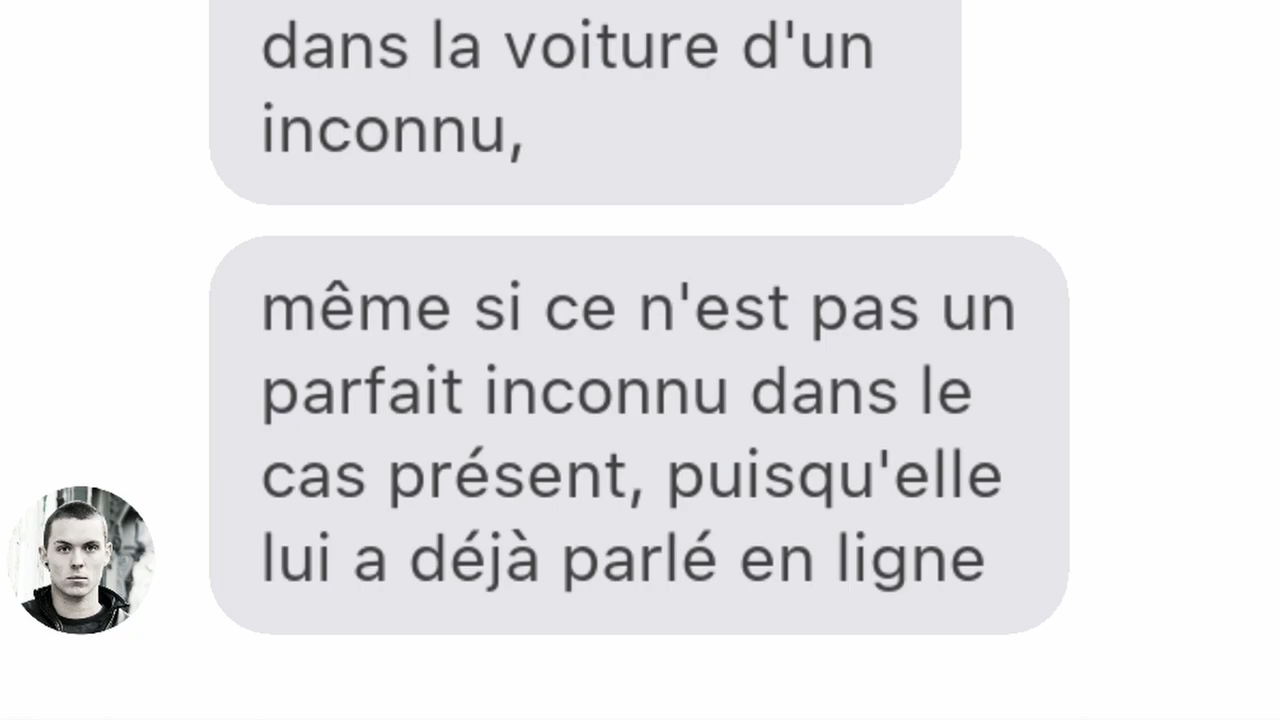 dans la voiture d'un
inconnu,
même si ce n'est pas un
parfait inconnu dans le
cas présent, puisqu'elle
lui a déjà parlé en ligne